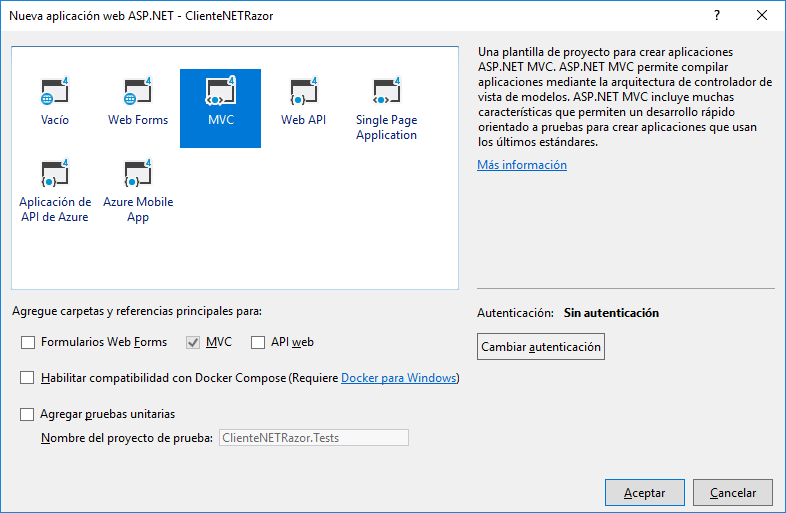 Nueva aplicación web ASP.NET - ClienteNETRazor
?
4
4
4
4
4
Vacío
Web Forms
MVC
Web API
Single Page
Application
4
4
Aplicación de
API de Azure
Azure Mobile
App
Una plantilla de proyecto para crear aplicaciones
ASP.NET MVC. ASP.NET MVC permite compilar
aplicaciones mediante la arquitectura de controlador de
vista de modelos. ASP.NET MVC incluye muchas
características que permiten un desarrollo rápido
orientado a pruebas para crear aplicaciones que usan
los últimos estándares.
Más información
Agregue carpetas y referencias principales para:
Formularios Web Forms
MVC
API web
Habilitar compatibilidad con Docker Compose (Requiere Docker para Windows)
Agregar pruebas unitarias
Nombre del proyecto de prueba:
ClienteNETRazor.Tests
Autenticación: Sin autenticación
Cambiar autenticación
Aceptar
Cancelar